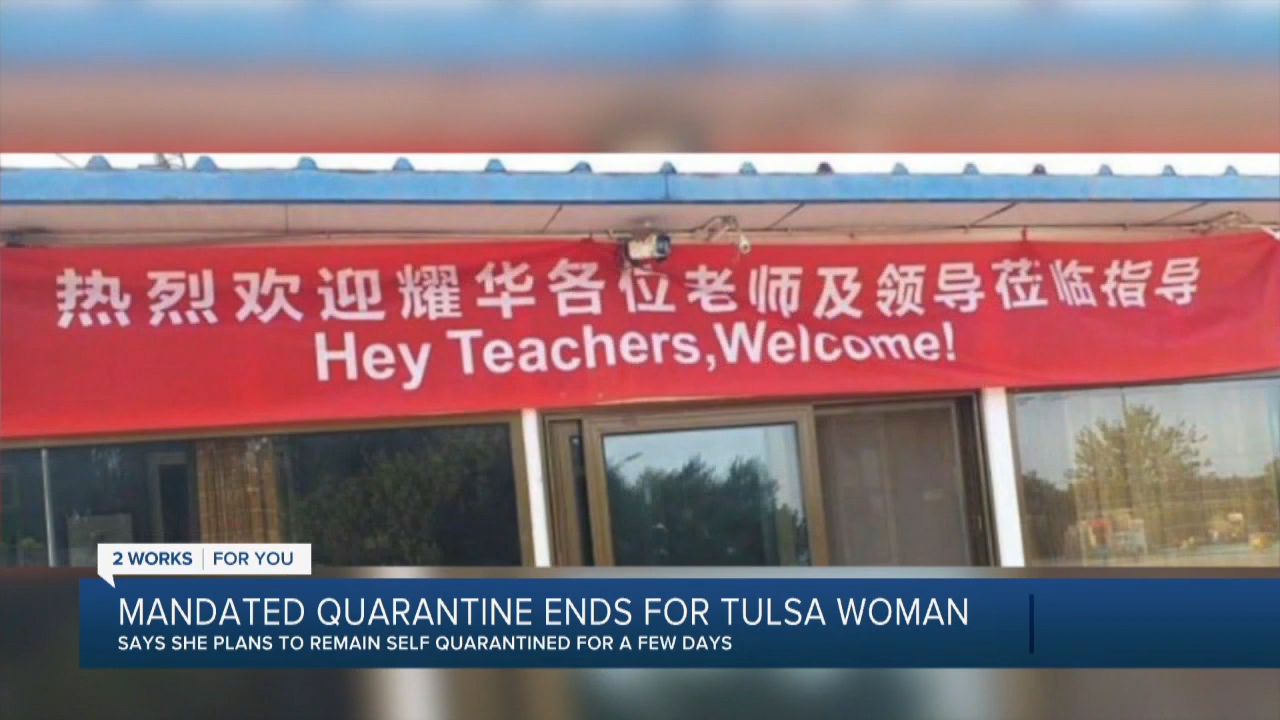 热烈欢迎耀华各位老师及领导莅临指导
Hey Teachers,Welcome!
2 WORKS FOR YOU
MANDATED QUARANTINE ENDS FOR TULSA WOMAN
SAYS SHE PLANS TO REMAIN SELF QUARANTINED FOR A FEW DAYS